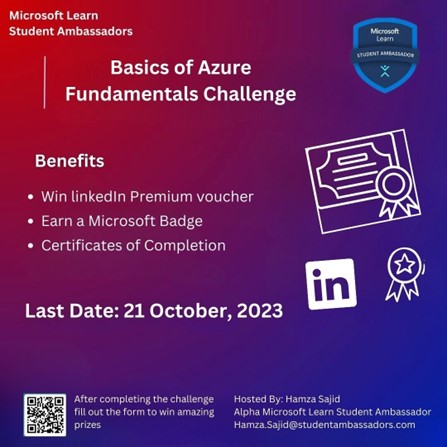 Microsoft Learn
Student Ambassadors
Microsoft
Learn
STUDENT AMBASSADOR
Basics of Azure
Fundamentals Challenge
Benefits
• Win linkedIn Premium voucher
• Earn a Microsoft Badge
• Certificates of Completion
in
Last Date: 21 October, 2023
After completing the challenge
fill out the form to win amazing
prizes
Hosted By: Hamza Sajid
Alpha Microsoft Learn Student Ambassador
Hamza.Sajid@studentambassadors.com